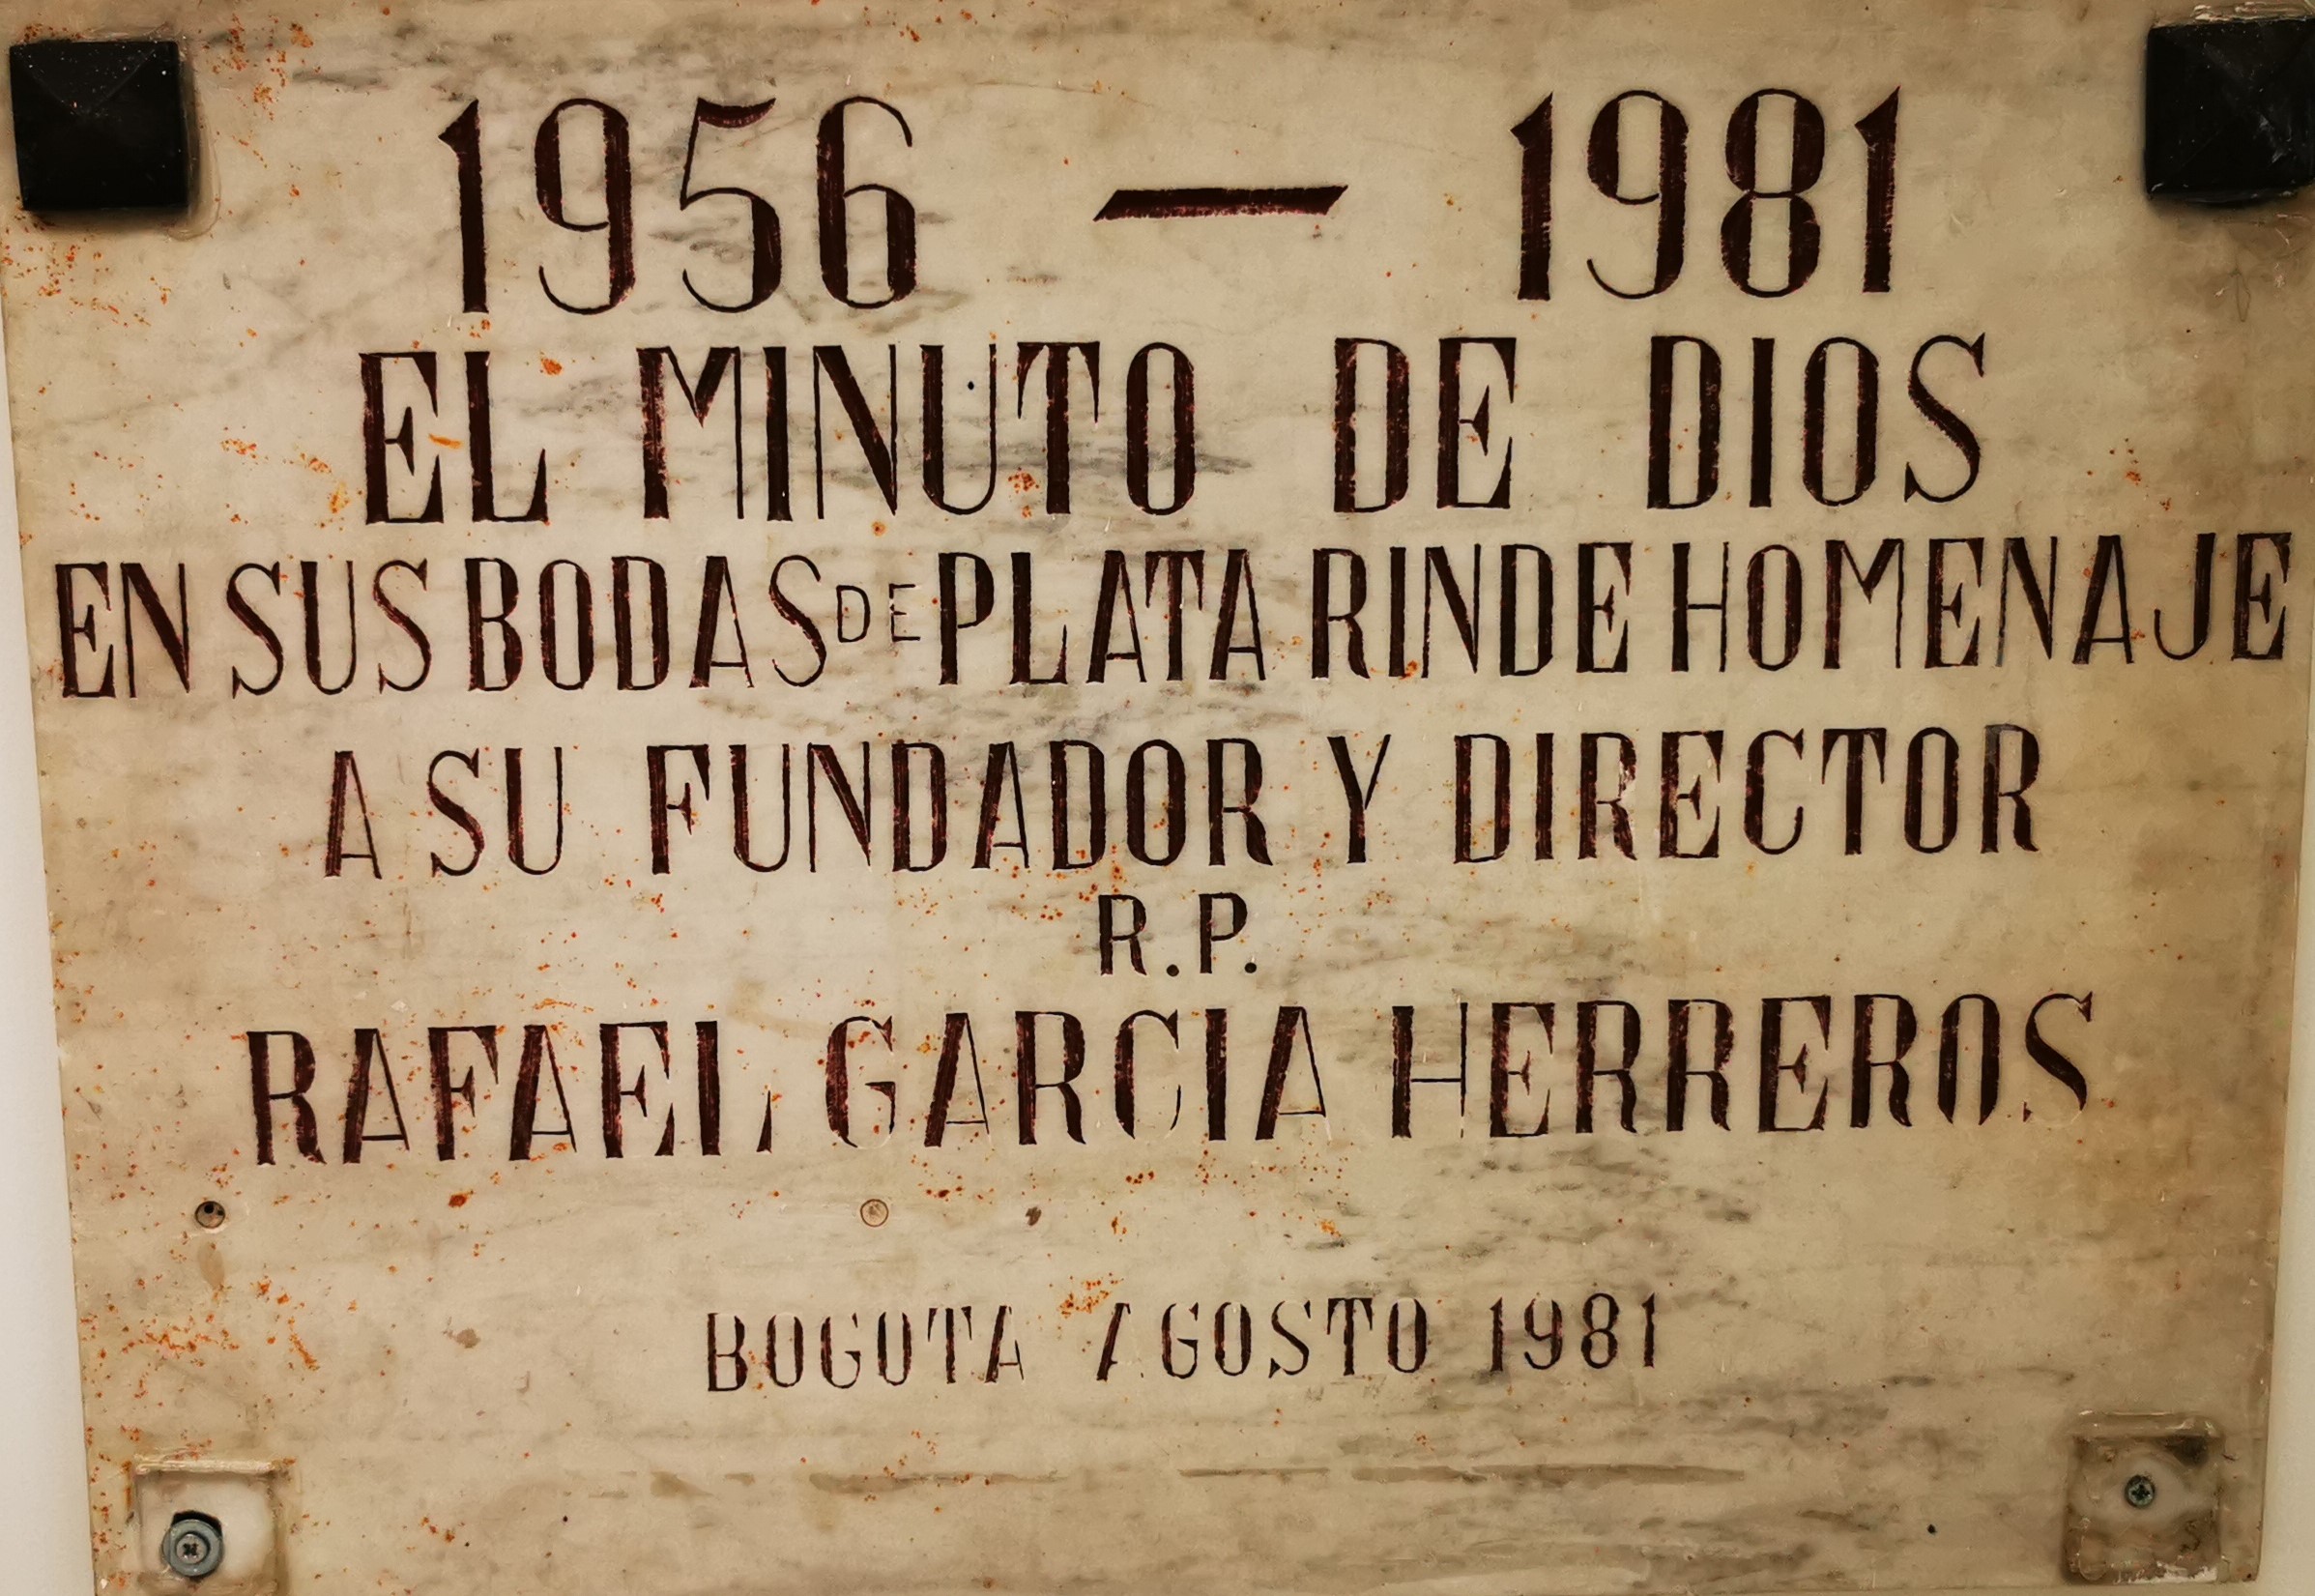 1956 — 1981
EL MINUTO DE DIOS
EN SUS BODAS DE PLATA RINDE HOMENAJE
A SU FUNDADOR Y DIRECTOR
R.P.
RAFAEL GARCIA HERREROS
BOGOTA AGOSTO 1981